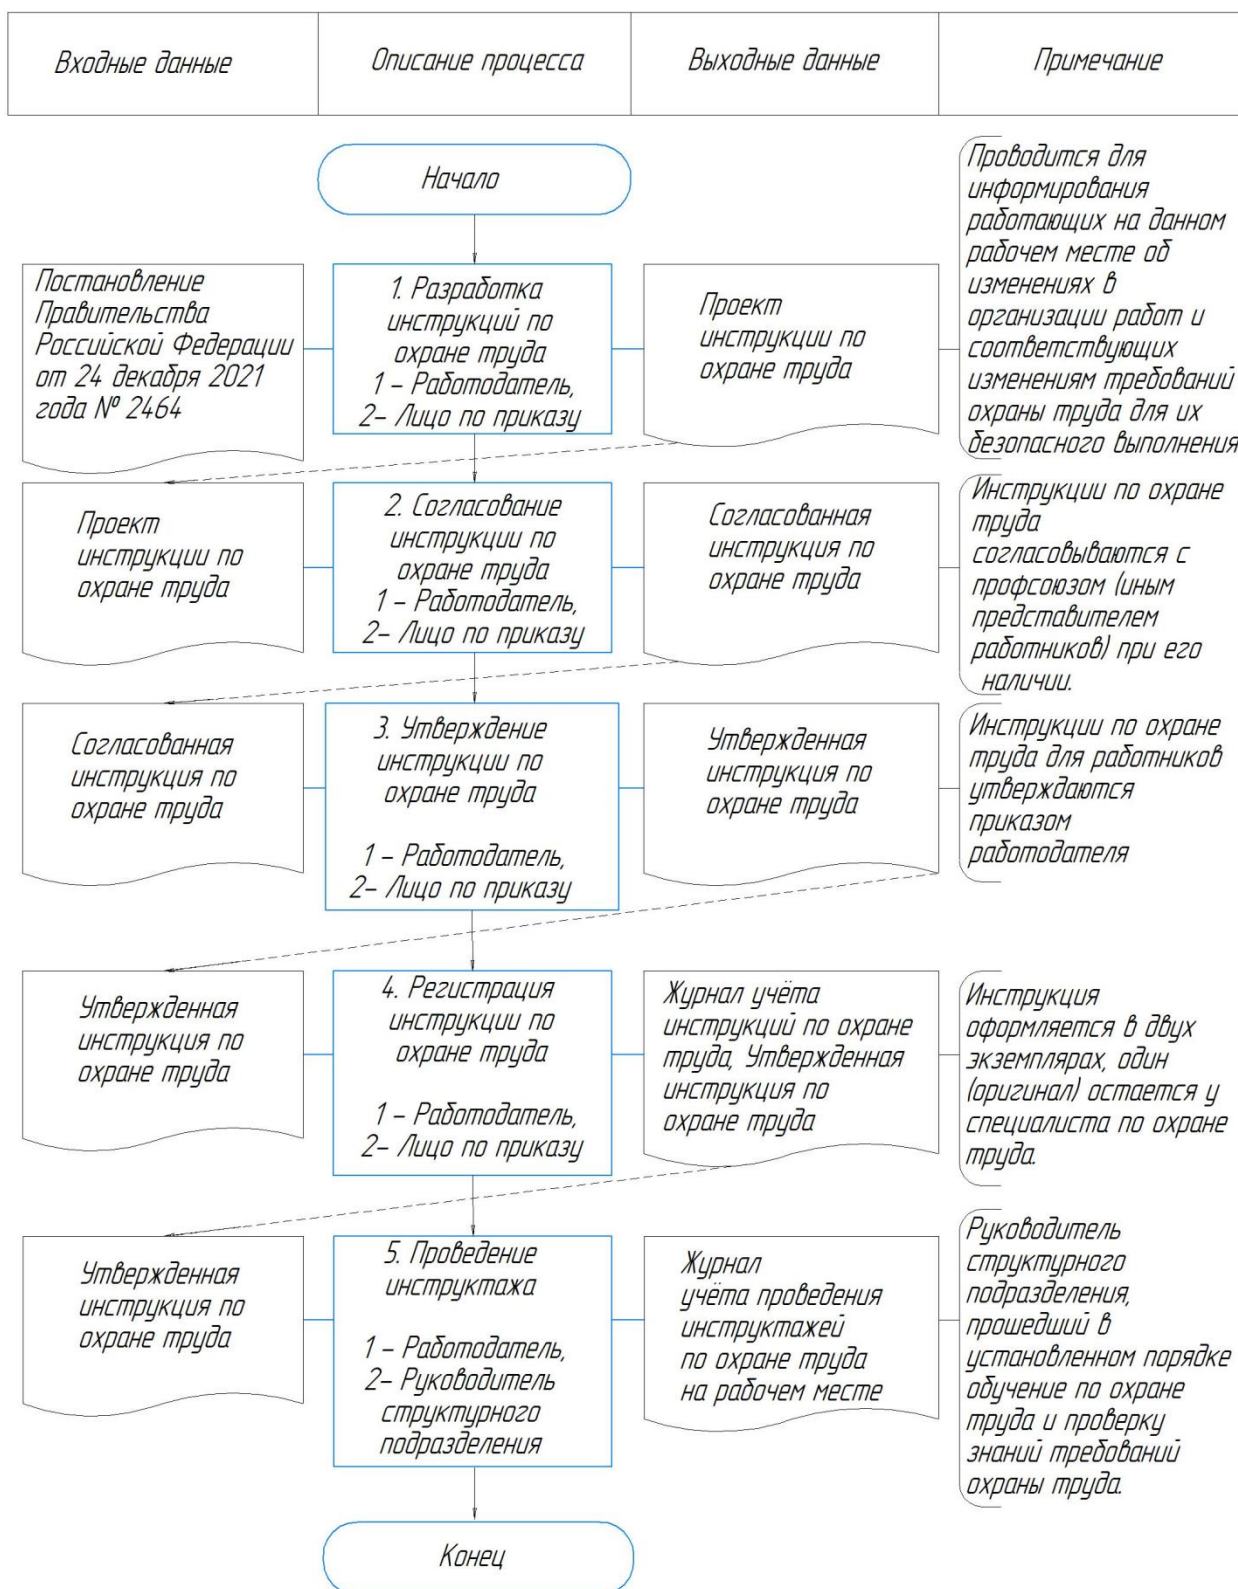 Входные данные
Описание процесса
Выходные данные
Примечание
Начало
Постановление
Правительства
Российской Федерации
от 24 декабря 2021
года № 2464
1. Разработка
инструкций по
охране труда
1 – Работодатель,
2– Лицо по приказу
Проект
инструкции по
охране труда
Проводится для
информирования
работающих на данном
рабочем месте об
изменениях в
организации работ и
соответствующих
изменениям требований
охраны труда для их
безопасного выполнения
Проект
инструкции по
охране труда
2. Согласование
инструкции по
охране труда
1 – Работодатель,
2– Лицо по приказу
Согласованная
инструкция по
охране труда
Инструкции по охране
труда
согласовываются с
профсоюзом (иным
представителем
работников) при его
наличии.
Согласованная
инструкция по
охране труда
3. Утверждение
инструкции по
охране труда
1 – Работодатель,
2– Лицо по приказу
Утвержденная
инструкция по
охране труда
Инструкции по охране
труда для работников
утверждаются
приказом
работодателя
Утвержденная
инструкция по
охране труда
4. Регистрация
инструкции по
охране труда
1 – Работодатель,
2– Лицо по приказу
Журнал учёта
инструкций по охране
труда, Утвержденная
инструкция по
охране труда
Инструкция
оформляется в двух
экземплярах, один
(оригинал) остается у
специалиста по охране
труда.
Утвержденная
инструкция по
охране труда
5. Проведение
инструктажа
1 – Работодатель,
2– Руководитель
структурного
подразделения
Журнал
учёта проведения
инструктажей
по охране труда
на рабочем месте
Руководитель
структурного
подразделения,
прошедший в
установленном порядке
обучение по охране
труда и проверку
знаний требований
охраны труда.
Конец